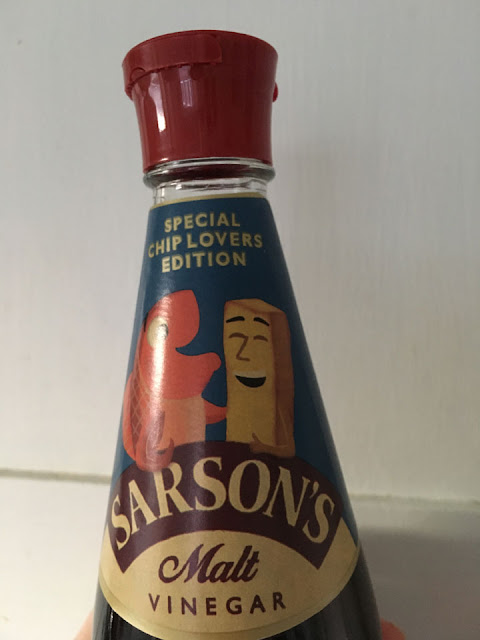 SPECIAL
CHIP LOVERS
EDITION
SARSON'S
Malt
VINEGAR